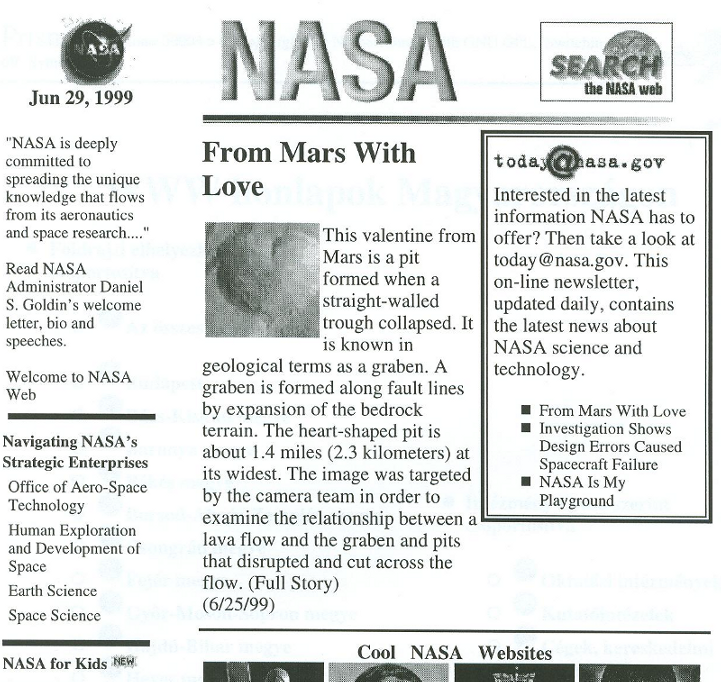 NASA
Jun 29, 1999
NASA
SEARCH
the NASA web
"NASA is deeply
committed to
spreading the unique
knowledge that flows
from its aeronautics
and space research...."
Read NASA
Administrator Daniel
S. Goldin's welcome
letter, bio and
speeches.
Welcome to NASA
Web
Navigating NASA's
Strategic Enterprises
Office of Aero-Space
Technology
Human Exploration
and Development of
Space
Earth Science
Space Science
NASA for Kids NEW
From Mars With
Love
This valentine from
Mars is a pit
formed when a
straight-walled
trough collapsed. It
is known in
geological terms as a graben. A
graben is formed along fault lines
by expansion of the bedrock
terrain. The heart-shaped pit is
about 1.4 miles (2.3 kilometers) at
its widest. The image was targeted
by the camera team in order to
examine the relationship between a
lava flow and the graben and pits
that disrupted and cut across the
flow. (Full Story)
(6/25/99)
today@nasa.gov
Interested in the latest
information NASA has to
offer? Then take a look at
today@nasa.gov. This
on-line newsletter,
updated daily, contains
the latest news about
NASA science and
technology.
From Mars With Love
Investigation Shows
Design Errors Caused
Spacecraft Failure
NASA Is My
Playground
Cool NASA Websites